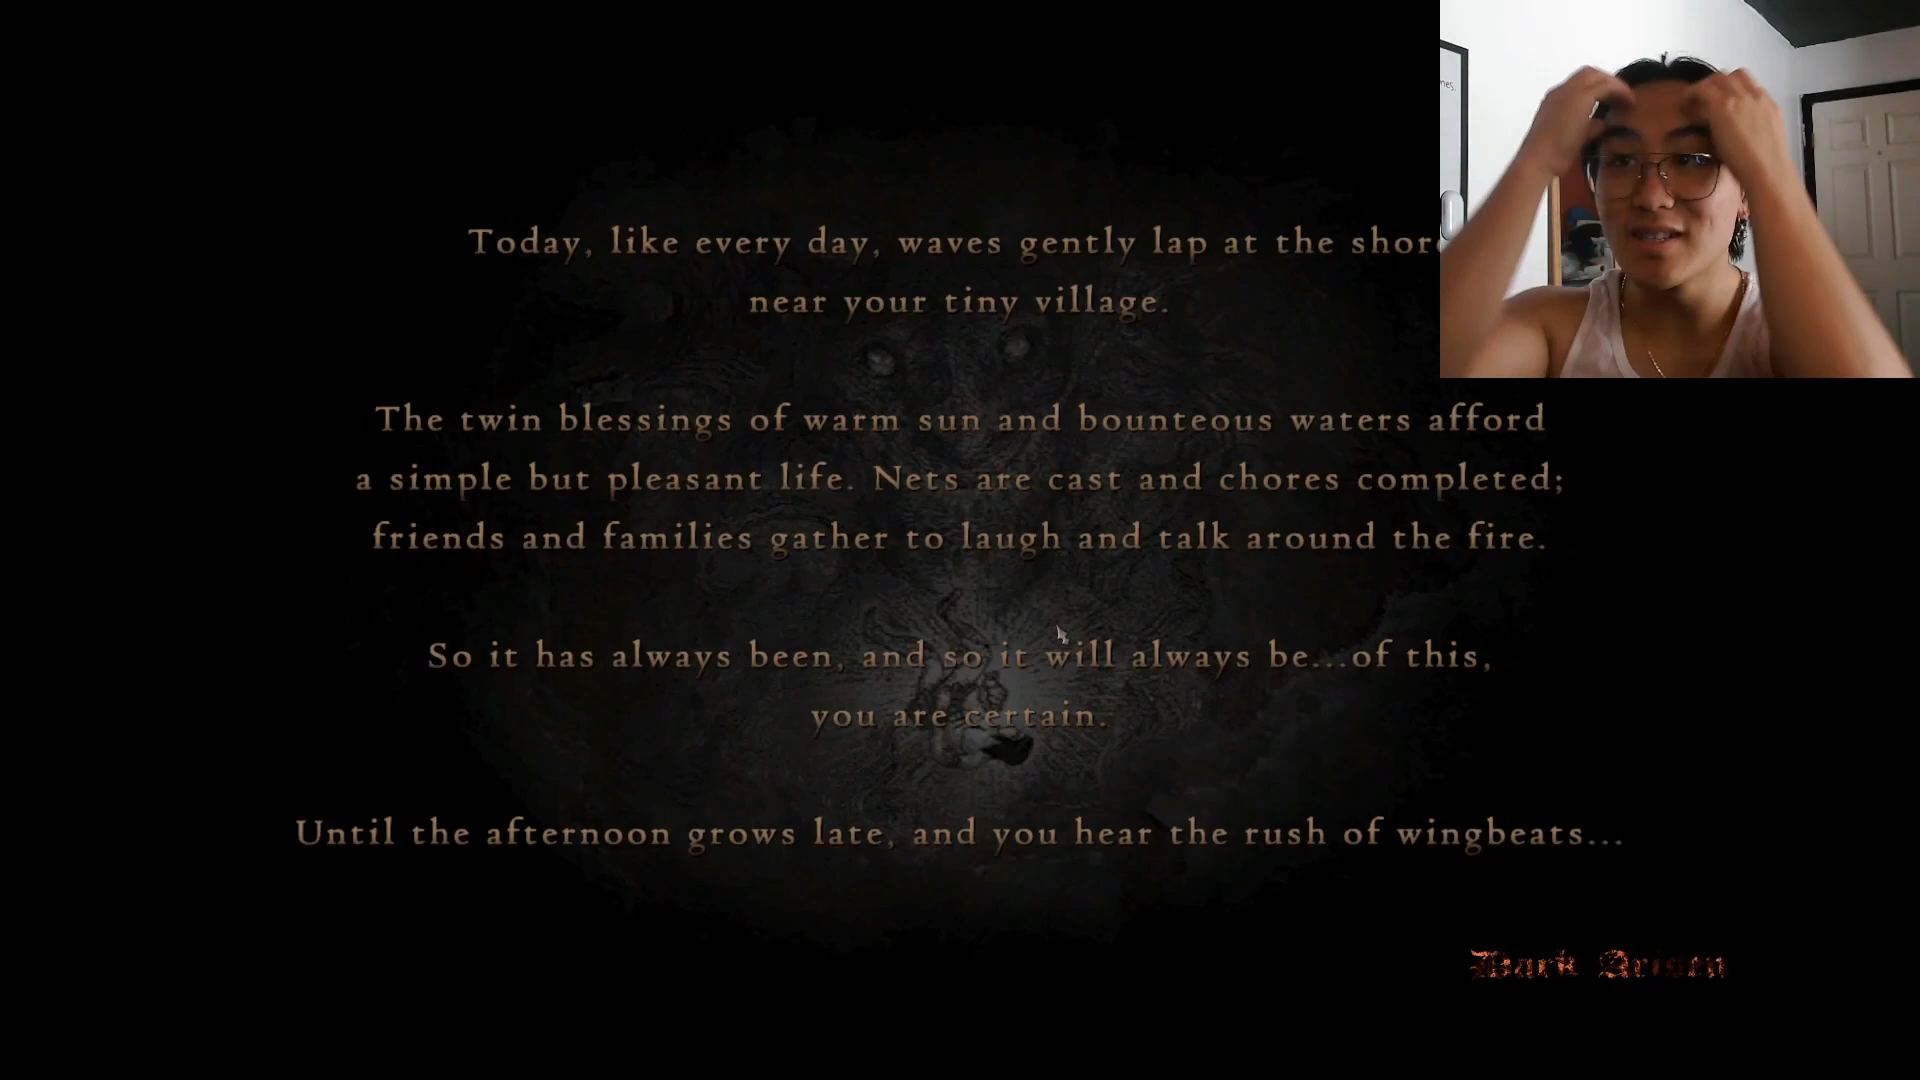 Today, like every day, waves gently lap at the shor
near your tiny village.
The twin blessings of warm sun and bounteous waters afford
a simple but pleasant life. Nets are cast and chores completed;
friends and families gather to laugh and talk around the fire.
So it has always been, and so it will always be...of this,
you are certain.
Until the afternoon grows late, and you hear the rush of wingbeats...
Dark Arisen